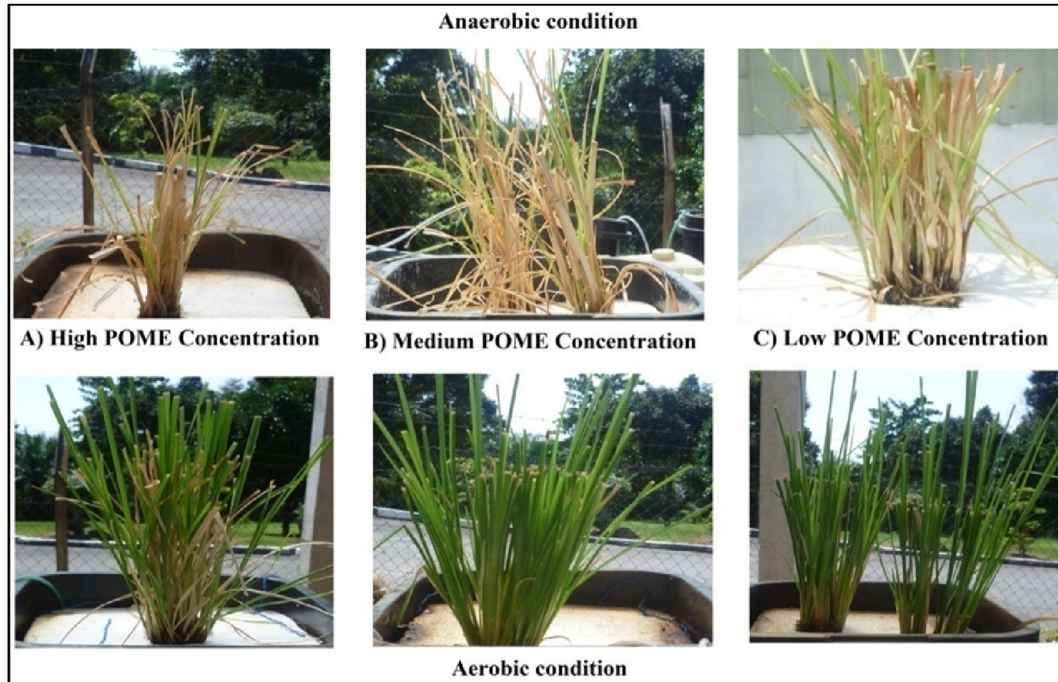 Anaerobic condition
A) High POME Concentration
B) Medium POME Concentration
C) Low POME Concentration
Aerobic condition